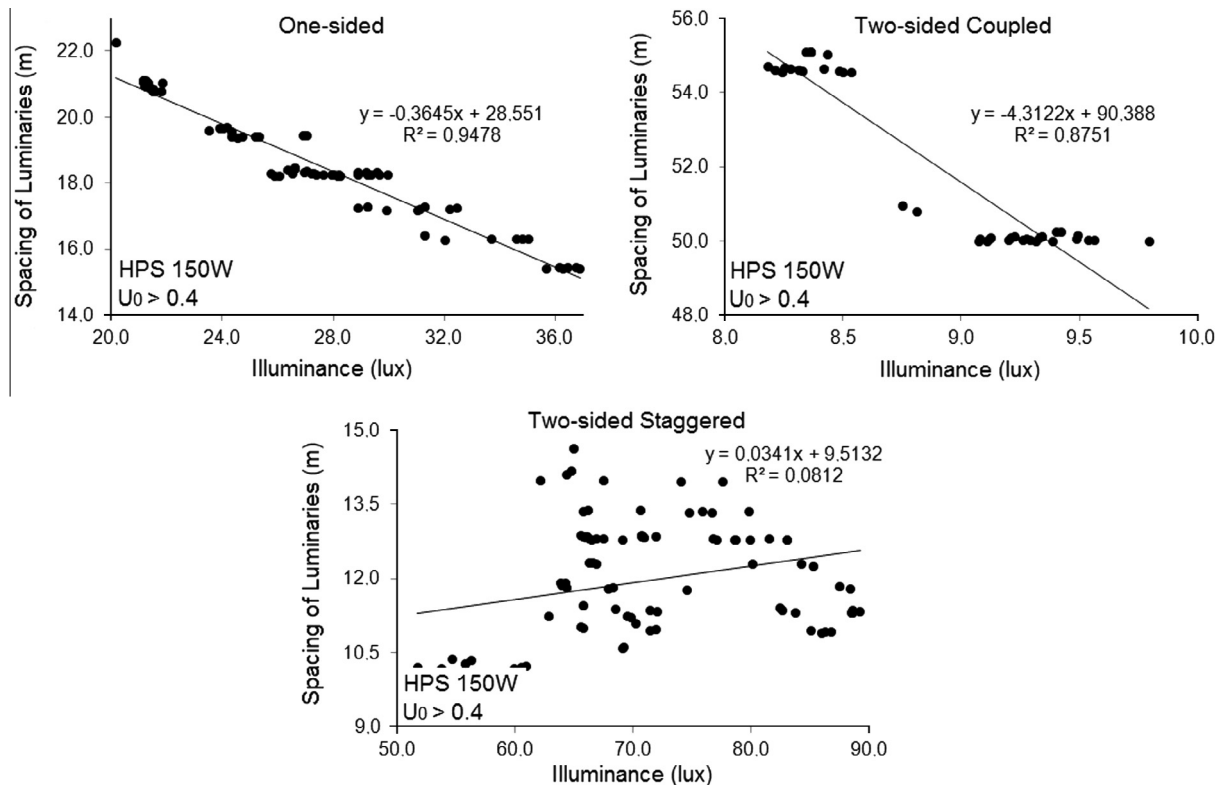 One-sided
Spacing of Luminaries (m)
22.0
20.0
18.0
16.0
14.0
y = -0.3645x + 28.551
R² = 0.9478
HPS 150W
U0 > 0.4
20.0 24.0 28.0 32.0 36.0
Illuminance (lux)
Two-sided Coupled
Spacing of Luminaries (m)
56.0
54.0
52.0
50.0
48.0
y = -4.3122x + 90.388
R² = 0.8751
HPS 150W
U0 > 0.4
8.0 8.5 9.0 9.5 10.0
Illuminance (lux)
Two-sided Staggered
Spacing of Luminaries (m)
15.0
13.5
12.0
10.5
9.0
y = 0.0341x + 9.5132
R² = 0.0812
HPS 150W
U0 > 0.4
50.0 60.0 70.0 80.0 90.0
Illuminance (lux)